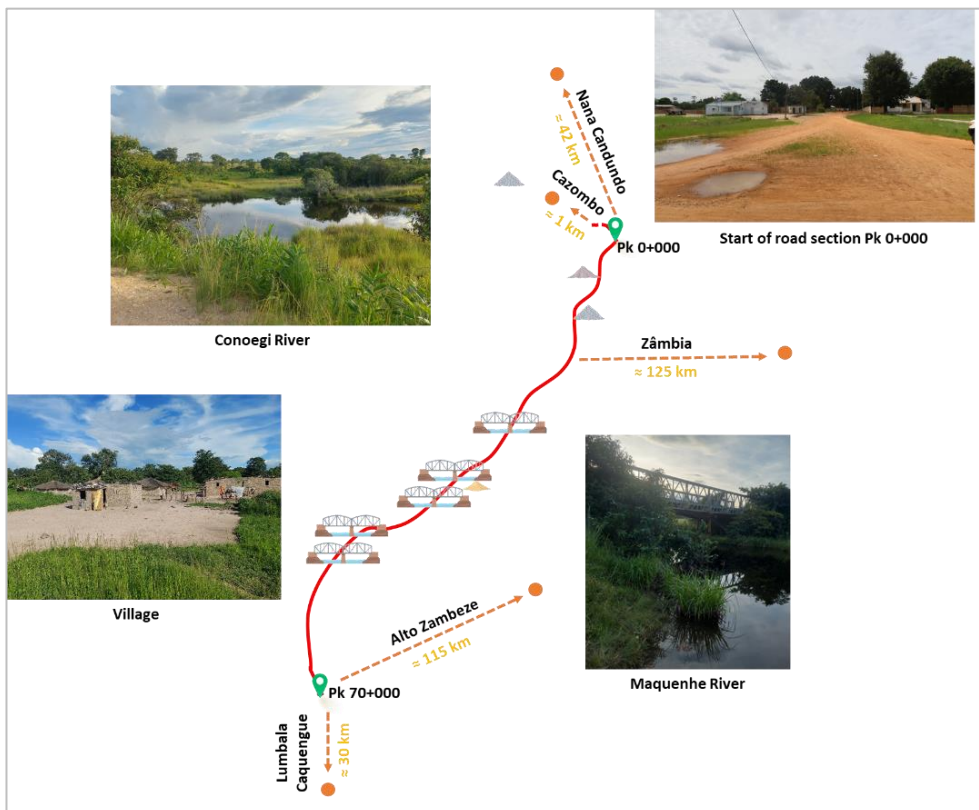 Nana Candundo
≈ 42 km
Cazombo
≈ 1 km
Pk 0+000
Start of road section Pk 0+000
Conoegi River
Zâmbia
≈ 125 km
Village
Alto Zambeze
≈ 115 km
Maquenhe River
Pk 70+000
Lumbala
Caquengue
≈ 30 km